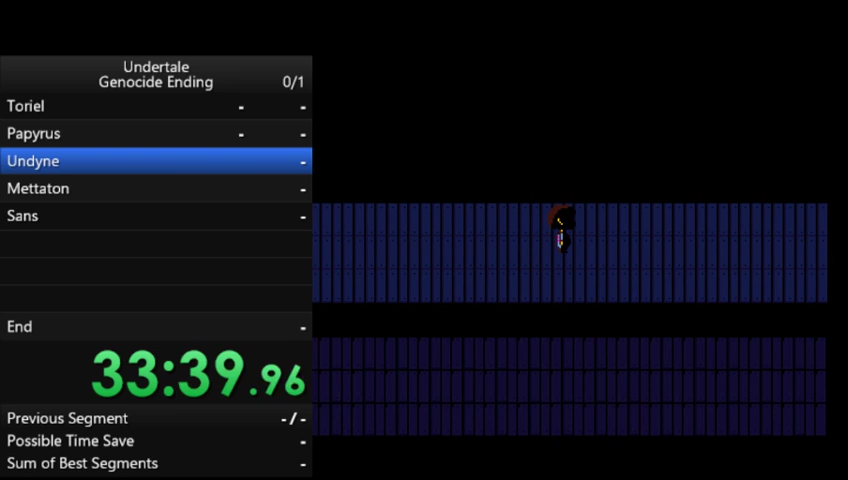 Undertale
Genocide Ending 0/1
Toriel - -
Papyrus - -
Undyne -
Mettaton -
Sans -
End -
33:39.96
Previous Segment -/-
Possible Time Save -
Sum of Best Segments -